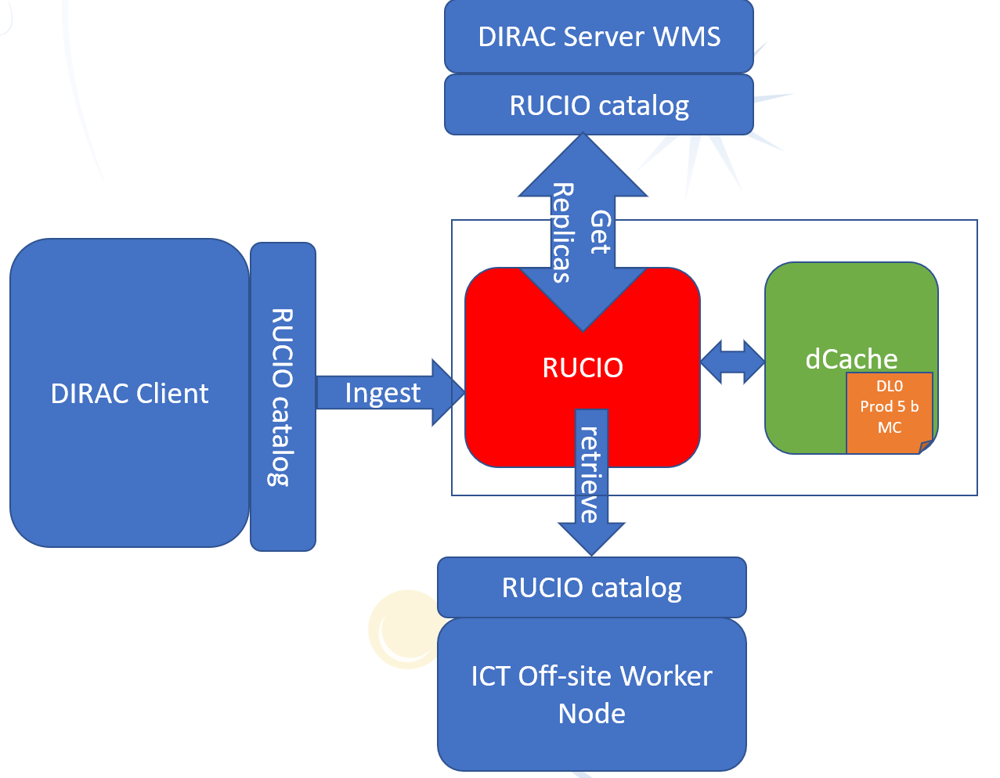 DIRAC Server WMS
RUCIO catalog
Get
Replicas
DIRAC Client
RUCIO catalog
Ingest
RUCIO
dCache
DL0
Prod 5 b
MC
retrieve
RUCIO catalog
ICT Off-site Worker
Node